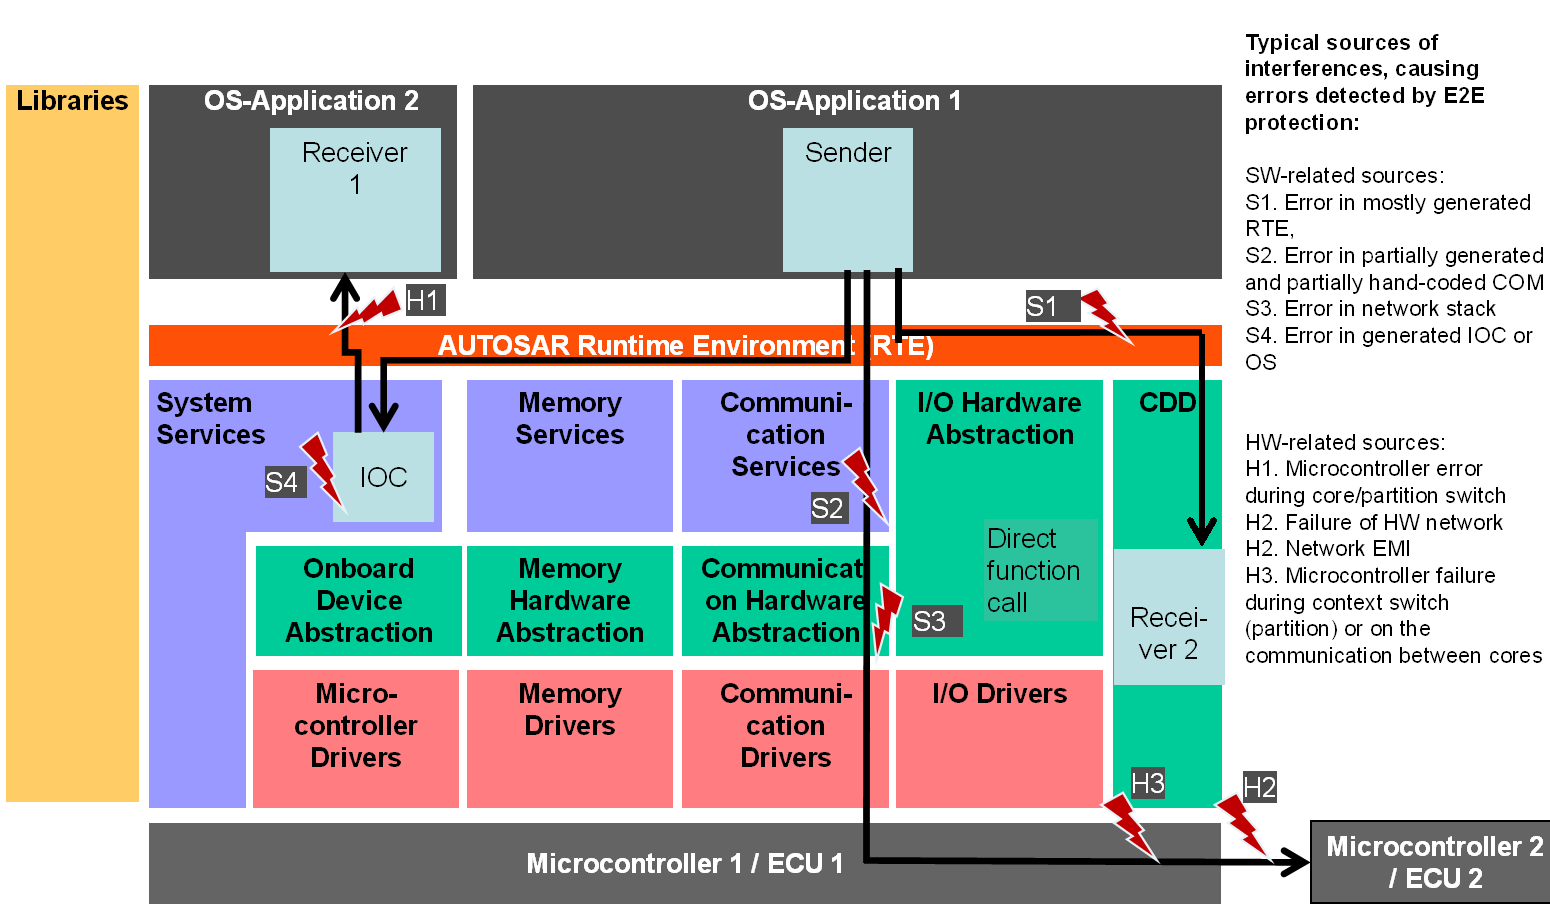 Libraries
OS-Application 2
Receiver
1
OS-Application 1
Sender
H1
S1
AUTOSAR Runtime Environment (RTE)
System
Services
S4
IOC
Memory
Services
Communi-
cation
Services
S2
I/O Hardware
Abstraction
Direct
function
call
CDD
Onboard
Device
Abstraction
Memory
Hardware
Abstraction
Communicat
on Hardware
Abstraction
S3
Recei-
ver 2
Micro-
controller
Drivers
Memory
Drivers
Communi-
cation
Drivers
I/O Drivers
H3
H2
Microcontroller 1 / ECU 1
Microcontroller 2
/ ECU 2
Typical sources of
interferences, causing
errors detected by E2E
protection:
SW-related sources:
S1. Error in mostly generated
RTE,
S2. Error in partially generated
and partially hand-coded COM
S3. Error in network stack
S4. Error in generated IOC or
OS
HW-related sources:
H1. Microcontroller error
during core/partition switch
H2. Failure of HW network
H2. Network EMI
H3. Microcontroller failure
during context switch
(partition) or on the
communication between cores